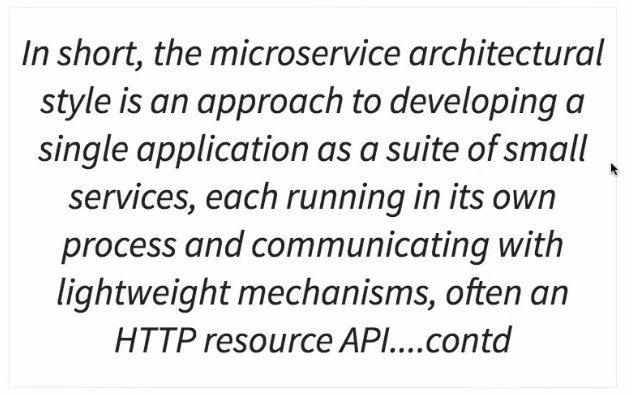 In short, the microservice architectural
style is an approach to developing a
single application as a suite of small
services, each running in its own
process and communicating with
lightweight mechanisms, often an
HTTP resource API....contd